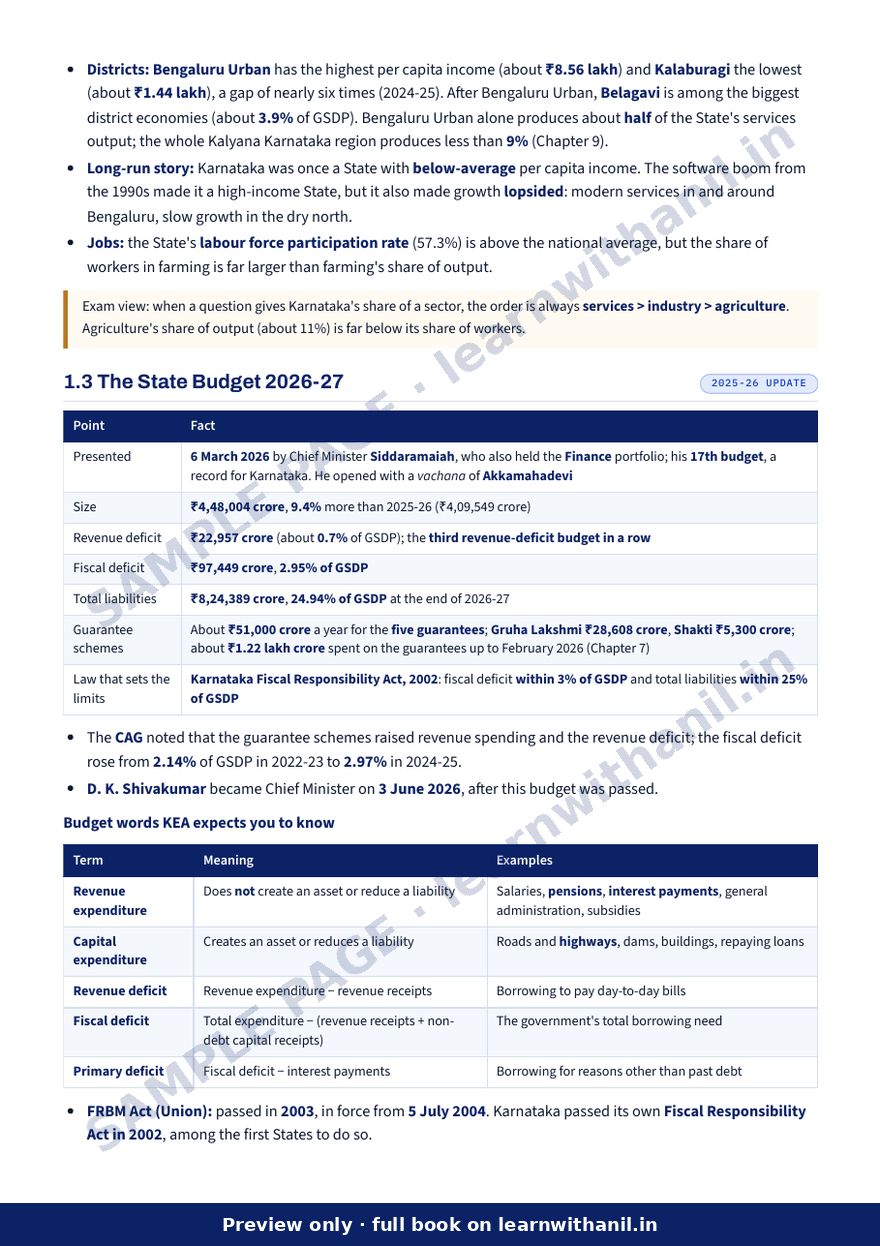 • Districts: Bengaluru Urban has the highest per capita income (about ₹8.56 lakh) and Kalaburagi the lowest
(about ₹1.44 lakh), a gap of nearly six times (2024-25). After Bengaluru Urban, Belagavi is among the biggest
district economies (about 3.9% of GSDP). Bengaluru Urban alone produces about half of the State's services
output; the whole Kalyana Karnataka region produces less than 9% (Chapter 9).
• Long-run story: Karnataka was once a State with below-average per capita income. The software boom from
the 1990s made it a high-income State, but it also made growth lopsided: modern services in and around
Bengaluru, slow growth in the dry north.
• Jobs: the State's labour force participation rate (57.3%) is above the national average, but the share of
workers in farming is far larger than farming's share of output.
Exam view: when a question gives Karnataka's share of a sector, the order is always services > industry > agriculture.
Agriculture's share of output (about 11%) is far below its share of workers.
1.3 The State Budget 2026-27
2025-26 UPDATE
Point Fact
Presented 6 March 2026 by Chief Minister Siddaramaiah, who also held the Finance portfolio; his 17th budget, a
record for Karnataka. He opened with a vachana of Akkamahadevi
Size ₹4,48,004 crore, 9.4% more than 2025-26 (₹4,09,549 crore)
Revenue deficit ₹22,957 crore (about 0.7% of GSDP); the third revenue-deficit budget in a row
Fiscal deficit ₹97,449 crore, 2.95% of GSDP
Total liabilities ₹8,24,389 crore, 24.94% of GSDP at the end of 2026-27
Guarantee About ₹51,000 crore a year for the five guarantees; Gruha Lakshmi ₹28,608 crore, Shakti ₹5,300 crore;
schemes about ₹1.22 lakh crore spent on the guarantees up to February 2026 (Chapter 7)
Law that sets the Karnataka Fiscal Responsibility Act, 2002: fiscal deficit within 3% of GSDP and total liabilities within 25%
limits of GSDP
• The CAG noted that the guarantee schemes raised revenue spending and the revenue deficit; the fiscal deficit
rose from 2.14% of GSDP in 2022-23 to 2.97% in 2024-25.
• D. K. Shivakumar became Chief Minister on 3 June 2026, after this budget was passed.
Budget words KEA expects you to know
Term Meaning Examples
Revenue Does not create an asset or reduce a liability Salaries, pensions, interest payments, general
expenditure administration, subsidies
Capital Creates an asset or reduces a liability Roads and highways, dams, buildings, repaying loans
expenditure
Revenue deficit Revenue expenditure − revenue receipts Borrowing to pay day-to-day bills
Fiscal deficit Total expenditure − (revenue receipts + non- The government's total borrowing need
debt capital receipts)
Primary deficit Fiscal deficit − interest payments Borrowing for reasons other than past debt
• FRBM Act (Union): passed in 2003, in force from 5 July 2004. Karnataka passed its own Fiscal Responsibility
Act in 2002, among the first States to do so.
SAMPLE PAGE · learnwithanil.in
SAMPLE PAGE · learnwithanil.in
Preview only · full book on learnwithanil.in